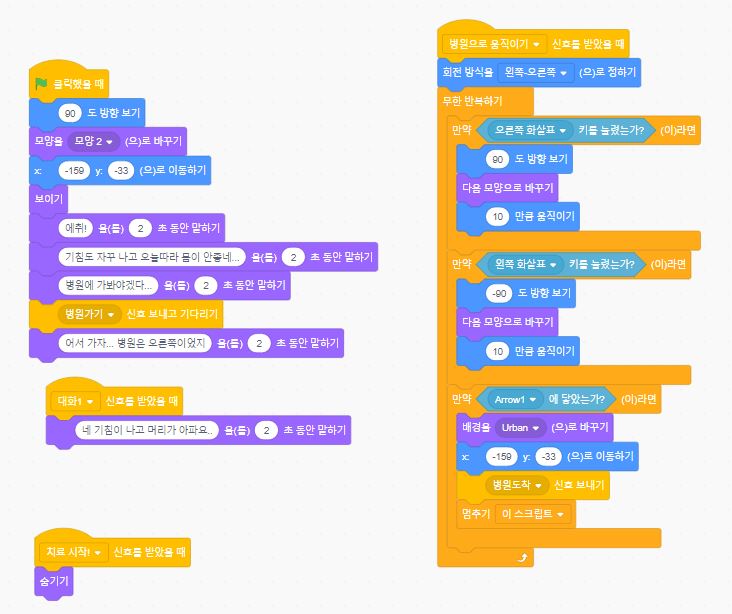 클릭했을 때
90 도 방향 보기
모양을 모양 2 (으)로 바꾸기
x: -159 y: -33 (으)로 이동하기
보이기
에취! 을(를) 2 초 동안 말하기
기침도 자꾸 나고 오늘따라 몸이 안좋네... 을(를) 2 초 동안 말하기
병원에 가봐야겠다... 을(를) 2 초 동안 말하기
병원가기 신호 보내고 기다리기
어서 가자... 병원은 오른쪽이었지 을(를) 2 초 동안 말하기
대화1 신호를 받았을 때
네 기침이 나고 머리가 아파요.. 을(를) 2 초 동안 말하기
치료 시작! 신호를 받았을 때
숨기기
병원으로 움직이기 신호를 받았을 때
회전 방식을 왼쪽-오른쪽 (으)로 정하기
무한 반복하기
만약 오른쪽 화살표 키를 눌렀는가? (이)라면
90 도 방향 보기
다음 모양으로 바꾸기
10 만큼 움직이기
만약 왼쪽 화살표 키를 눌렀는가? (이)라면
-90 도 방향 보기
다음 모양으로 바꾸기
10 만큼 움직이기
만약 Arrow1 에 닿았는가? (이)라면
배경을 Urban (으)로 바꾸기
x: -159 y: -33 (으)로 이동하기
병원도착 신호 보내기
멈추기 이 스크립트